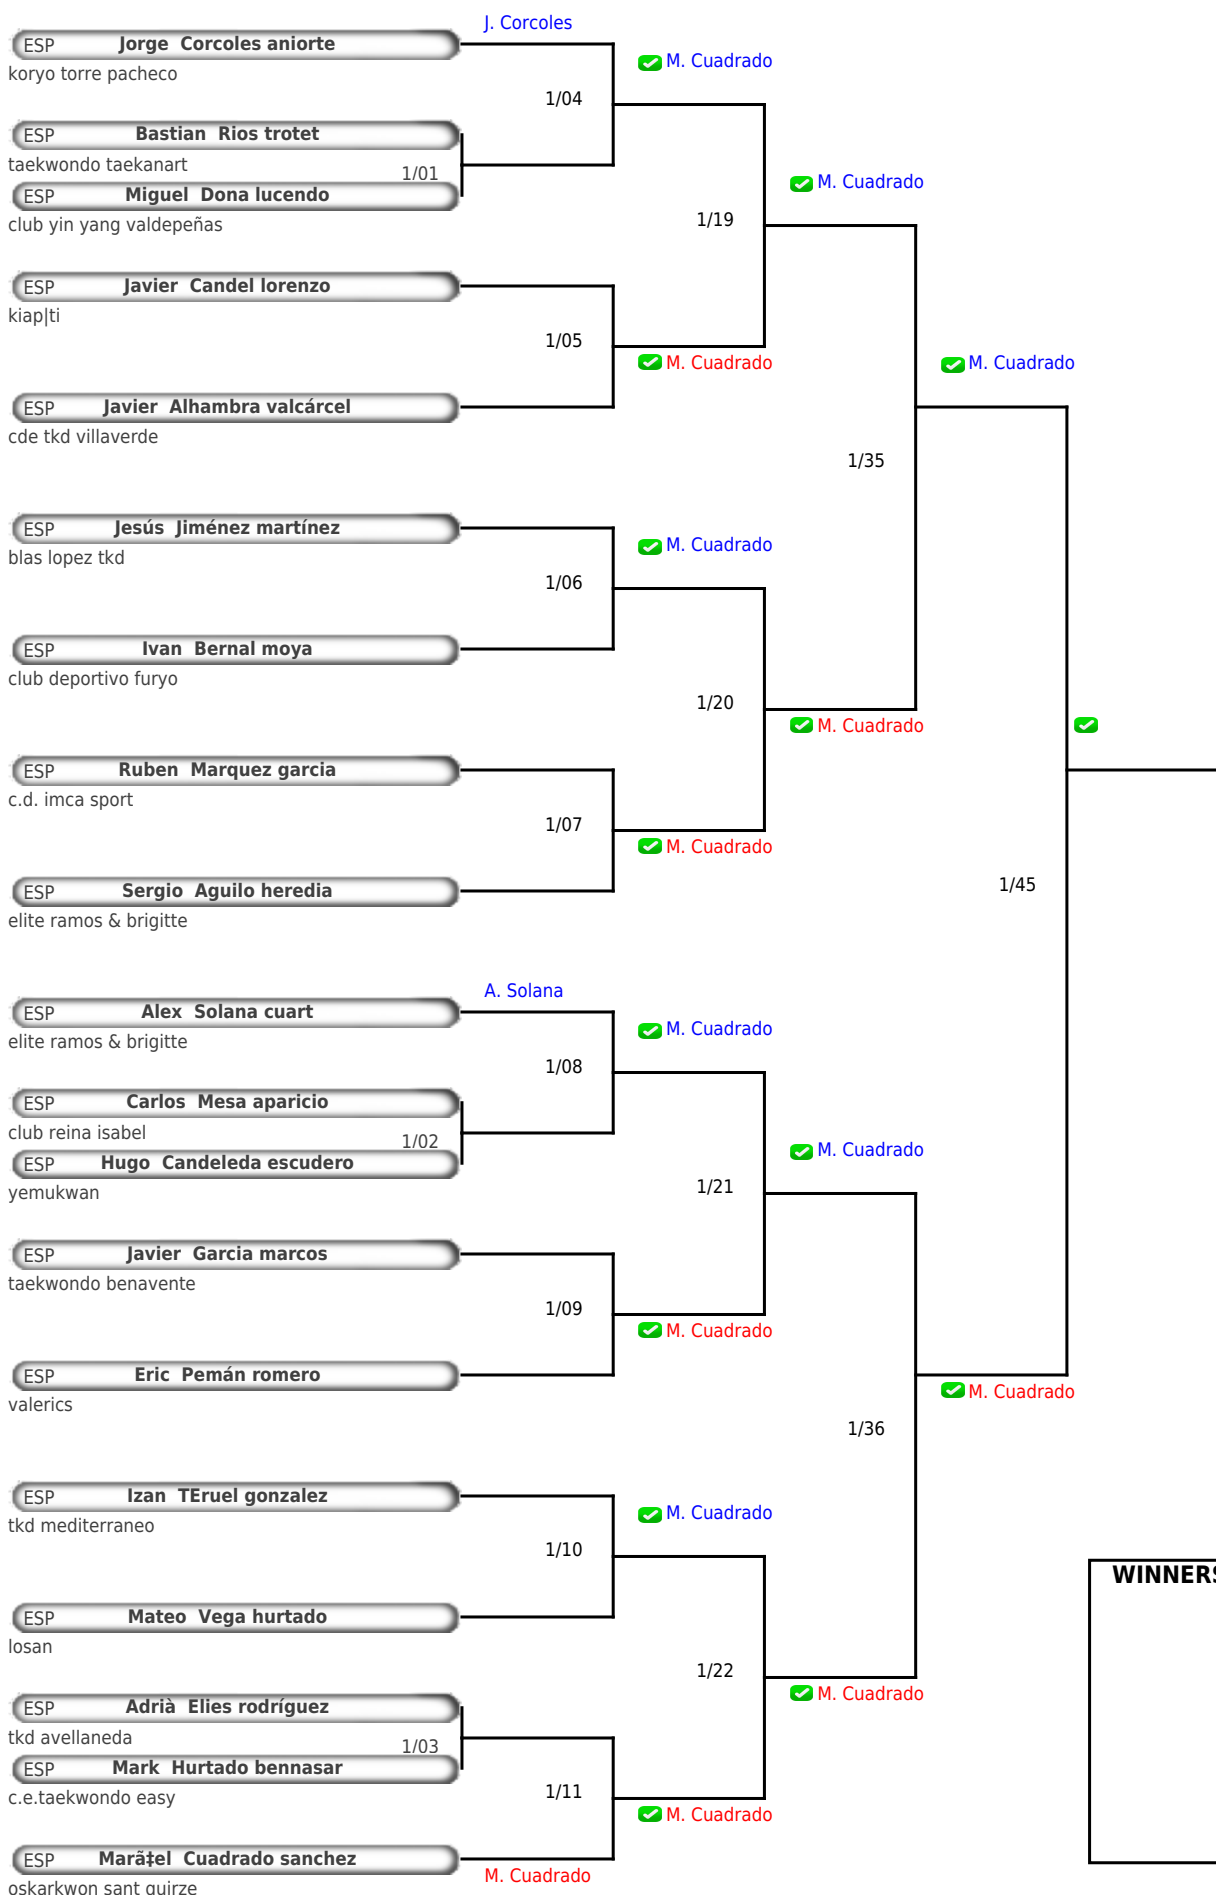 J. Corcoles
ESP Jorge Corcoles aniorte
koryo torre pacheco
M. Cuadrado
1/04
ESP Bastian Rios trotet
taekwondo taekanart
1/01
ESP Miguel Dona lucendo
club yin yang valdepeñas
M. Cuadrado
1/19
ESP Javier Candel lorenzo
kiap|ti
1/05
M. Cuadrado
M. Cuadrado
ESP Javier Alhambra valcárcel
cde tkd villaverde
1/35
ESP Jesús Jiménez martínez
blas lopez tkd
M. Cuadrado
1/06
ESP Ivan Bernal moya
club deportivo furyo
1/20
M. Cuadrado
ESP Ruben Marquez garcia
c.d. imca sport
1/07
M. Cuadrado
ESP Sergio Aguilo heredia
elite ramos & brigitte
1/45
A. Solana
ESP Alex Solana cuart
elite ramos & brigitte
M. Cuadrado
1/08
ESP Carlos Mesa aparicio
club reina isabel
1/02
ESP Hugo Candeleda escudero
yemukwan
M. Cuadrado
1/21
ESP Javier Garcia marcos
taekwondo benavente
1/09
M. Cuadrado
ESP Eric Pemán romero
valerics
M. Cuadrado
1/36
ESP Izan TEruel gonzalez
tkd mediterraneo
M. Cuadrado
1/10
WINNERS
ESP Mateo Vega hurtado
losan
1/22
M. Cuadrado
ESP Adrià Elies rodríguez
tkd avellaneda
1/03
ESP Mark Hurtado bennasar
c.e.taekwondo easy
1/11
M. Cuadrado
ESP Marã‡el Cuadrado sanchez
M. Cuadrado
oskarkwon sant quirze